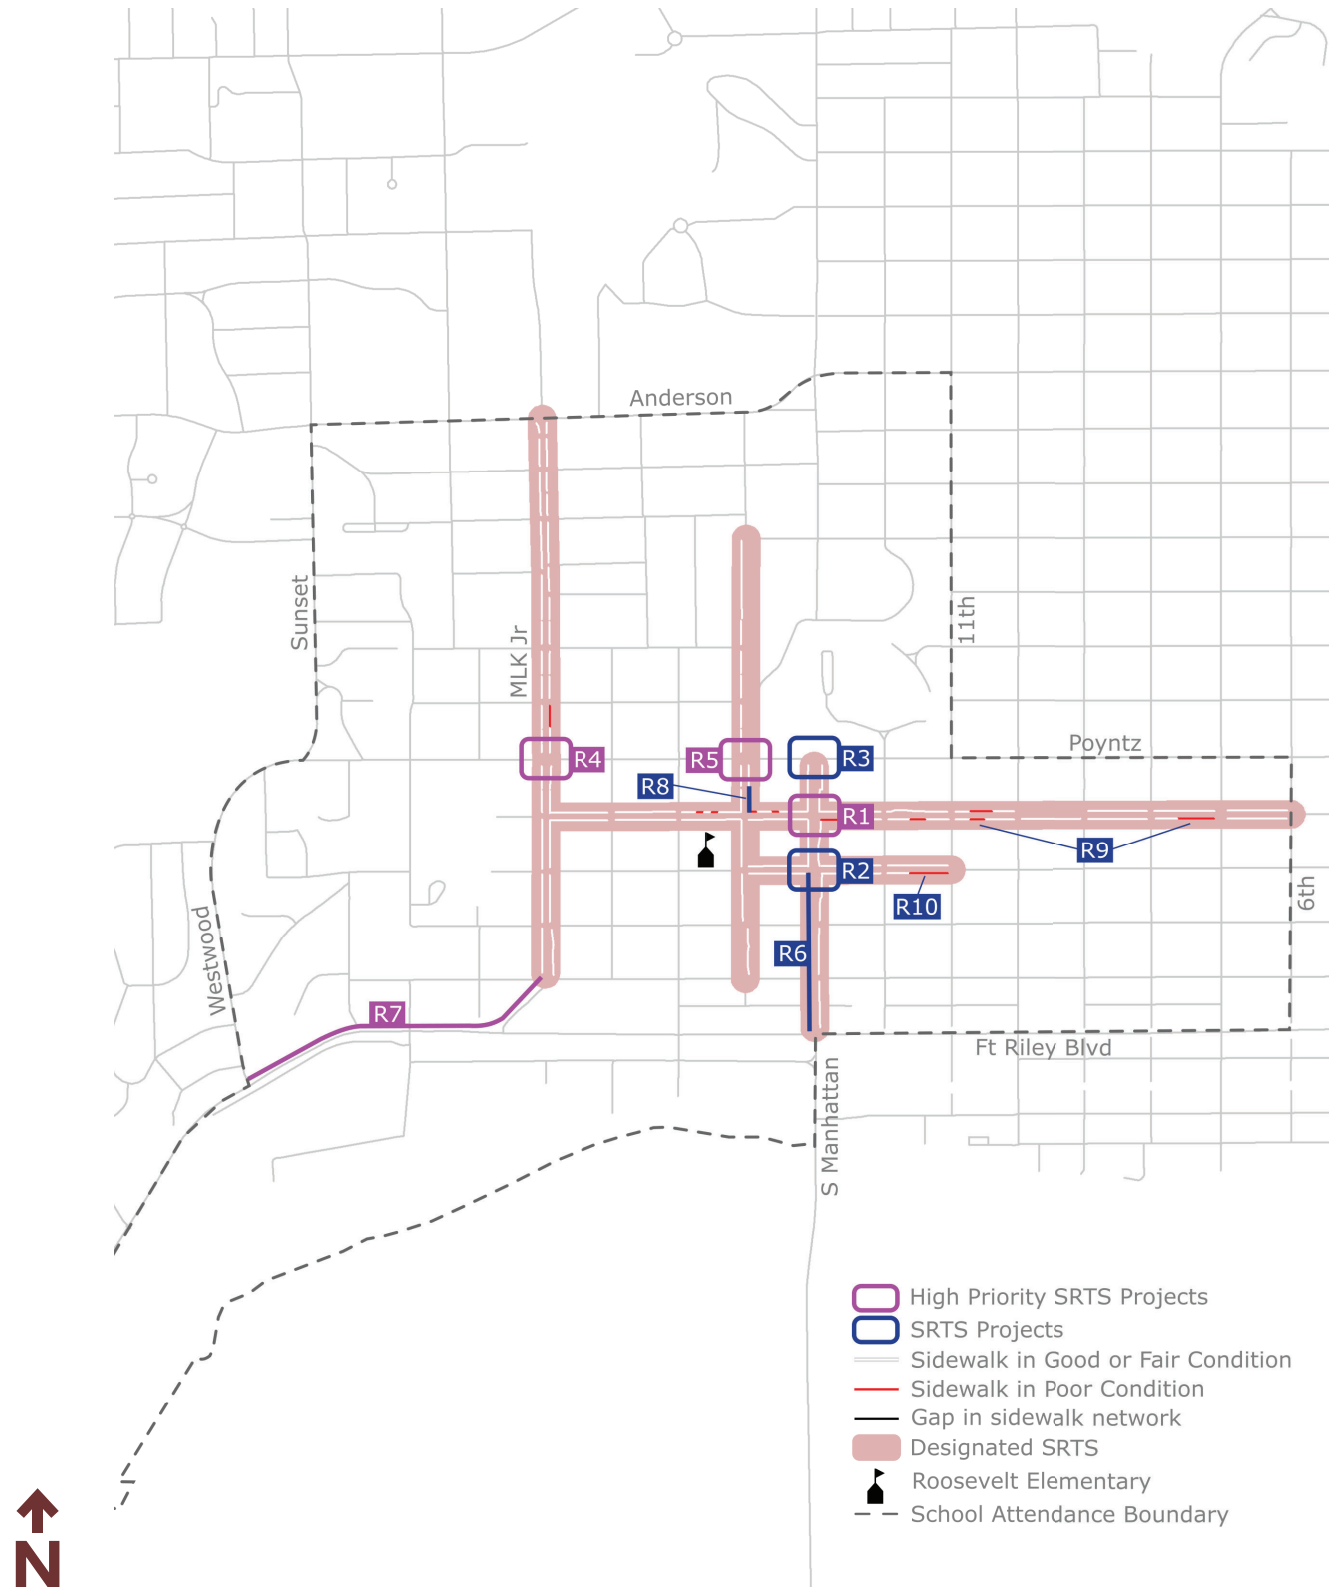 Anderson
Sunset
11th
MLK Jr
Poyntz
R4
R5
R3
R8
R1
R9
R2
R10
6th
R6
Westwood
R7
Ft Riley Blvd
S Manhattan
High Priority SRTS Projects
SRTS Projects
Sidewalk in Good or Fair Condition
Sidewalk in Poor Condition
Gap in sidewalk network
Designated SRTS
Roosevelt Elementary
School Attendance Boundary
N